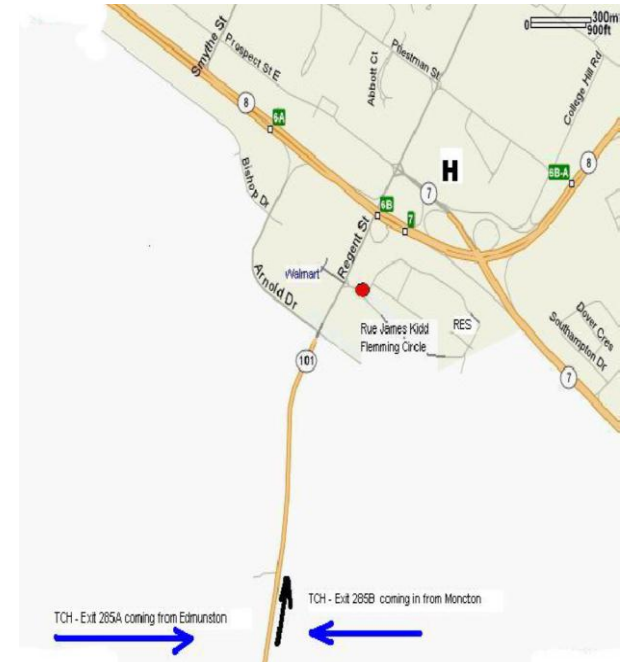 300m
0
900ft
Smythe St
Prospect St E
Abbott Ct
Priestman St
College Hill Rd
8
6A
H
6B-A
8
7
Bishop Dr
6B
7
Regent St
Walmart
Arnold Dr
Rue James Kidd
Flemming Circle
RES
Dover Cres
Southampton Dr
101
7
TCH - Exit 285B coming in from Moncton
TCH - Exit 285A coming from Edmunston